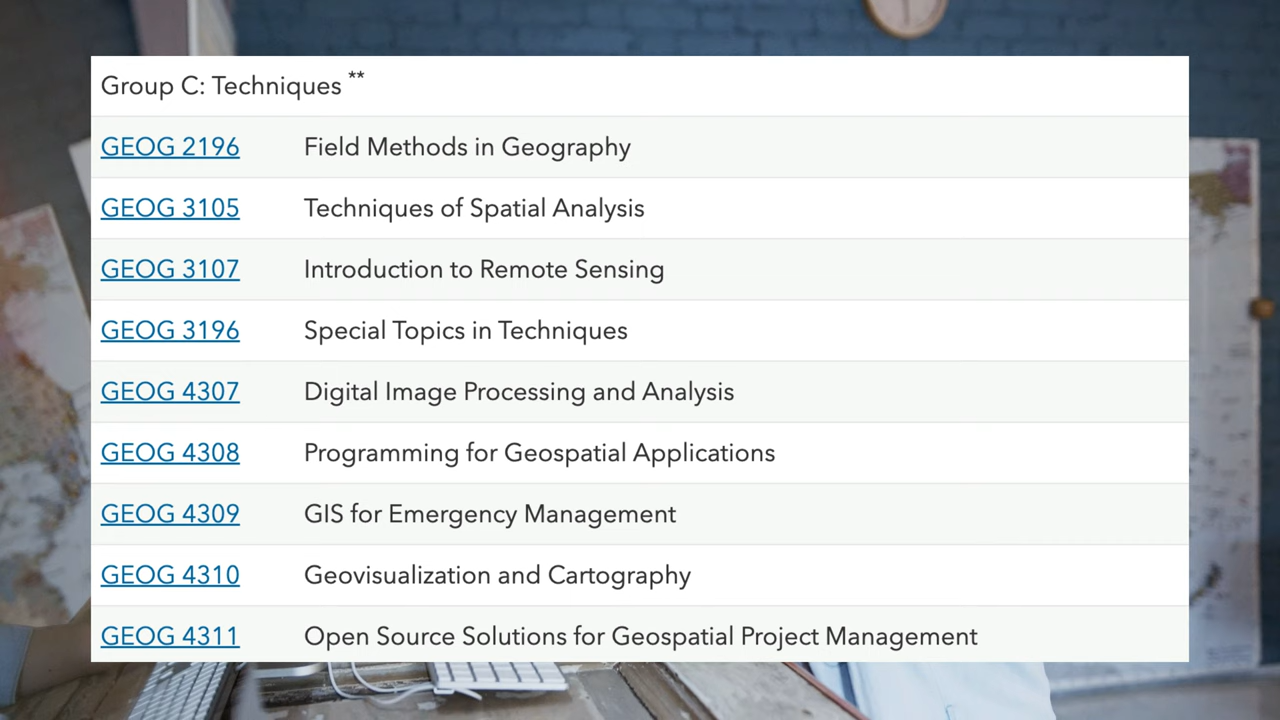 Group C: Techniques **
GEOG 2196 Field Methods in Geography
GEOG 3105 Techniques of Spatial Analysis
GEOG 3107 Introduction to Remote Sensing
GEOG 3196 Special Topics in Techniques
GEOG 4307 Digital Image Processing and Analysis
GEOG 4308 Programming for Geospatial Applications
GEOG 4309 GIS for Emergency Management
GEOG 4310 Geovisualization and Cartography
GEOG 4311 Open Source Solutions for Geospatial Project Management